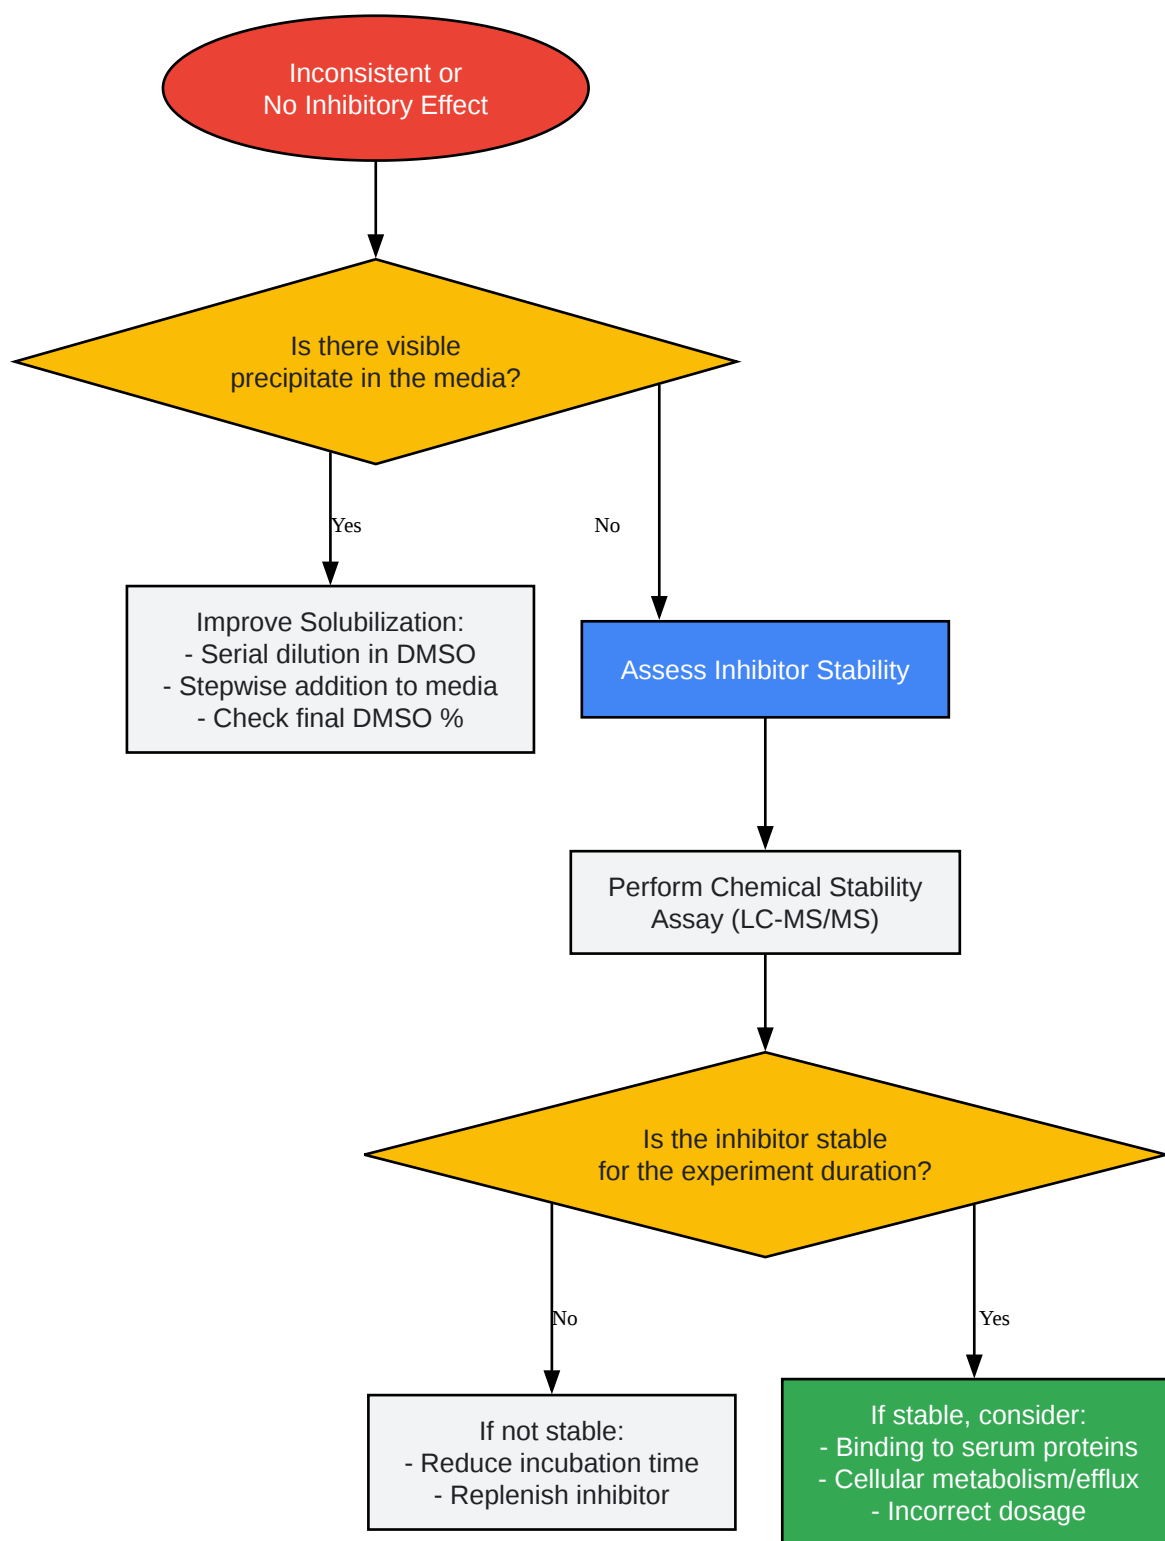 Inconsistent or
No Inhibitory Effect
Is there visible
precipitate in the media?
Yes
No
Improve Solubilization:
- Serial dilution in DMSO
- Stepwise addition to media
- Check final DMSO %
Assess Inhibitor Stability
Perform Chemical Stability
Assay (LC-MS/MS)
Is the inhibitor stable
for the experiment duration?
No
Yes
If not stable:
- Reduce incubation time
- Replenish inhibitor
If stable, consider:
- Binding to serum proteins
- Cellular metabolism/efflux
- Incorrect dosage